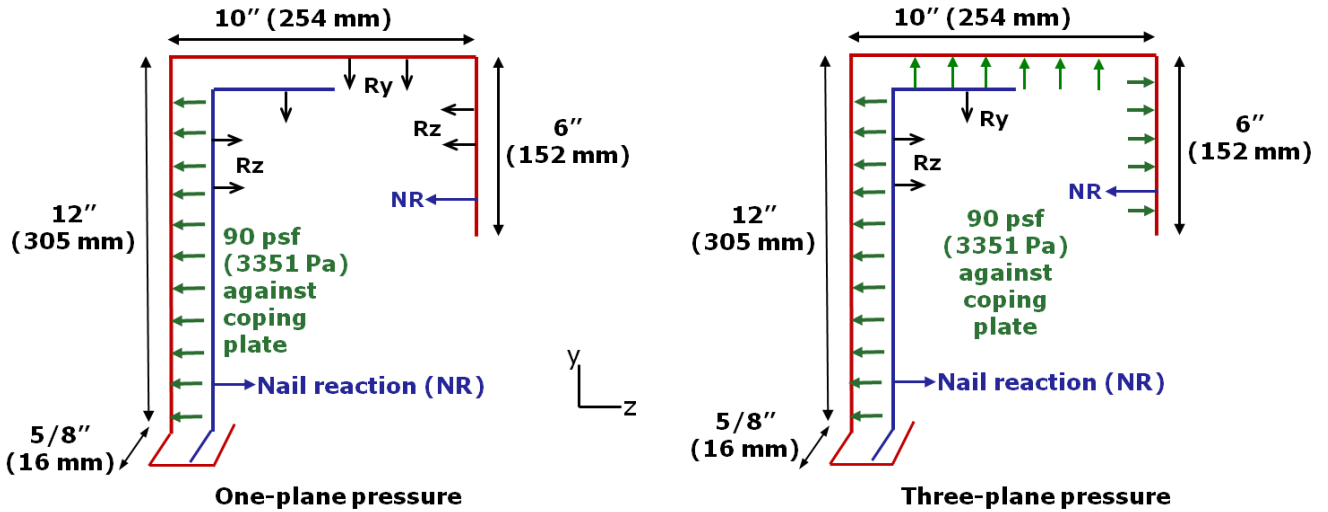 10” (254 mm)
Ry
Rz
Rz
6”
(152 mm)
NR
12”
(305 mm)
90 psf
(3351 Pa)
against
coping
plate
Nail reaction (NR)
5/8”
(16 mm)
y
z
One-plane pressure
10” (254 mm)
Ry
Rz
6”
(152 mm)
NR
12”
(305 mm)
90 psf
(3351 Pa)
against
coping
plate
Nail reaction (NR)
5/8”
(16 mm)
Three-plane pressure